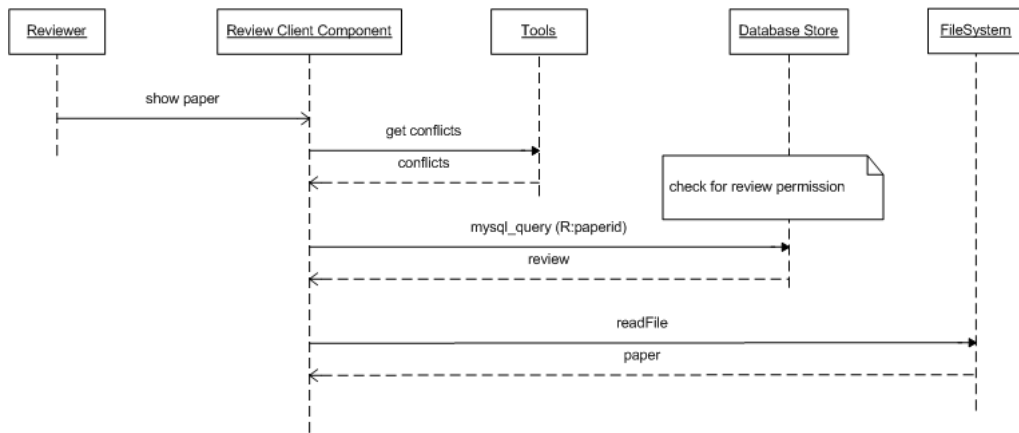 Reviewer
Review Client Component
Tools
Database Store
FileSystem
show paper
get conflicts
conflicts
check for review permission
mysql_query (R:paperid)
review
readFile
paper